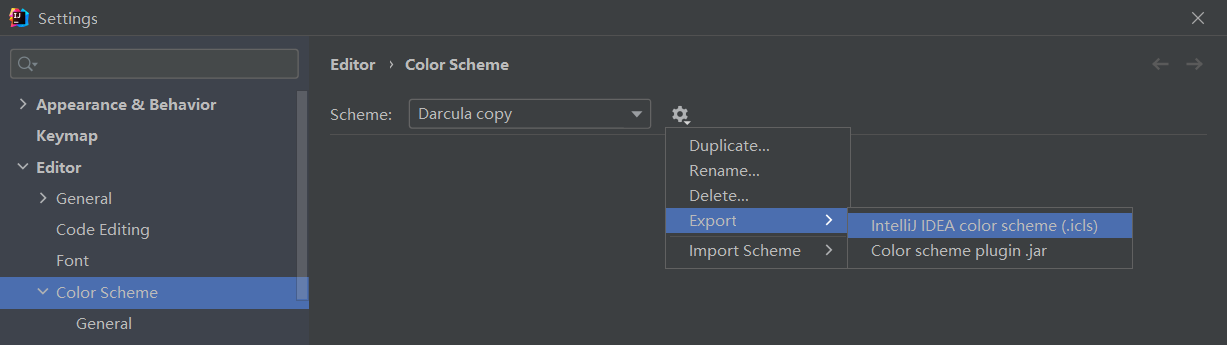 Settings
Appearance & Behavior
Keymap
Editor
General
Code Editing
Font
Color Scheme
General
Editor › Color Scheme
Scheme: Darcula copy
Duplicate...
Rename...
Delete...
Export
Import Scheme
IntelliJ IDEA color scheme (.icls)
Color scheme plugin .jar